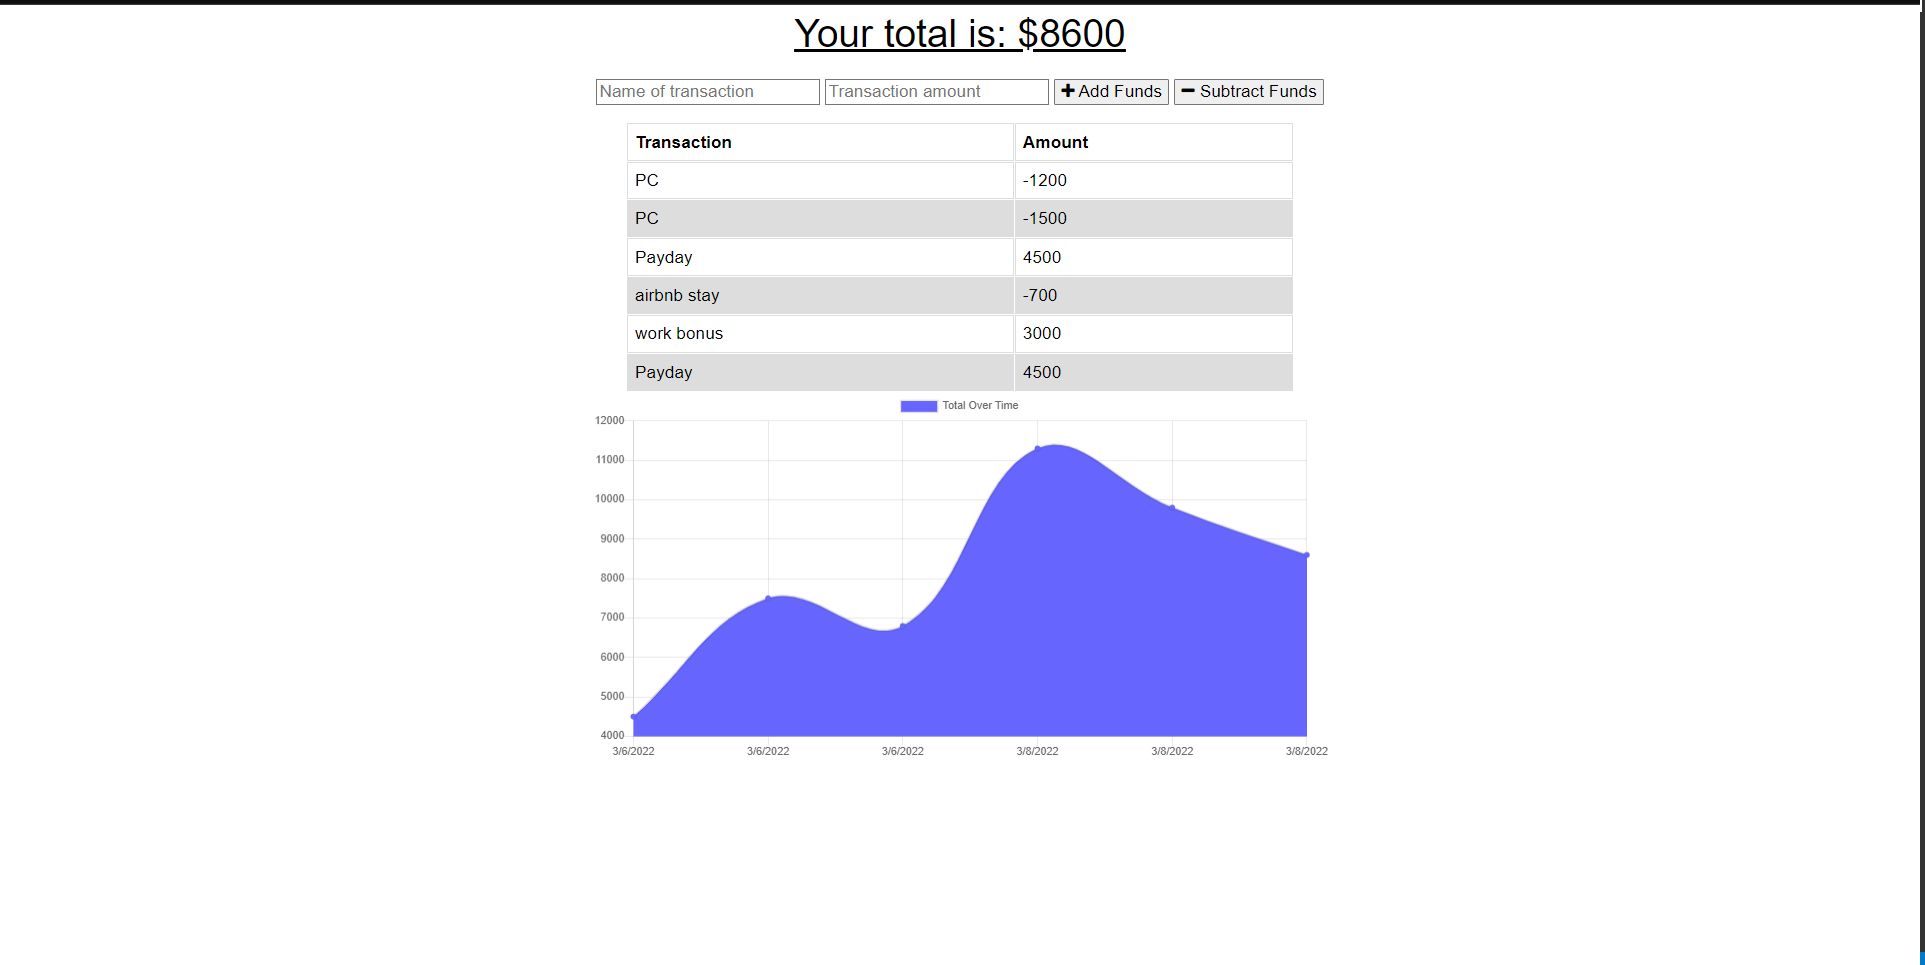 Your total is: $8600
Name of transaction Transaction amount Add Funds Subtract Funds
Transaction Amount
PC -1200
PC -1500
Payday 4500
airbnb stay -700
work bonus 3000
Payday 4500
Total Over Time
12000
11000
10000
9000
8000
7000
6000
5000
4000
3/6/2022 3/6/2022 3/6/2022 3/8/2022 3/8/2022 3/8/2022